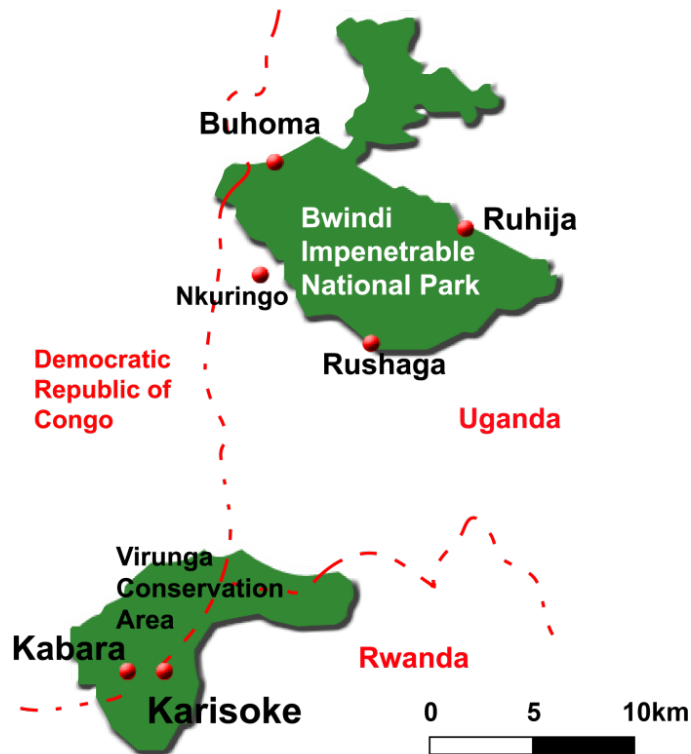 Buhoma
Bwindi
Impenetrable
National Park
Ruhija
Nkuringo
Rushaga
Democratic
Republic of
Congo
Uganda
Virunga
Conservation
Area
Kabara
Karisoke
Rwanda
0 5 10km